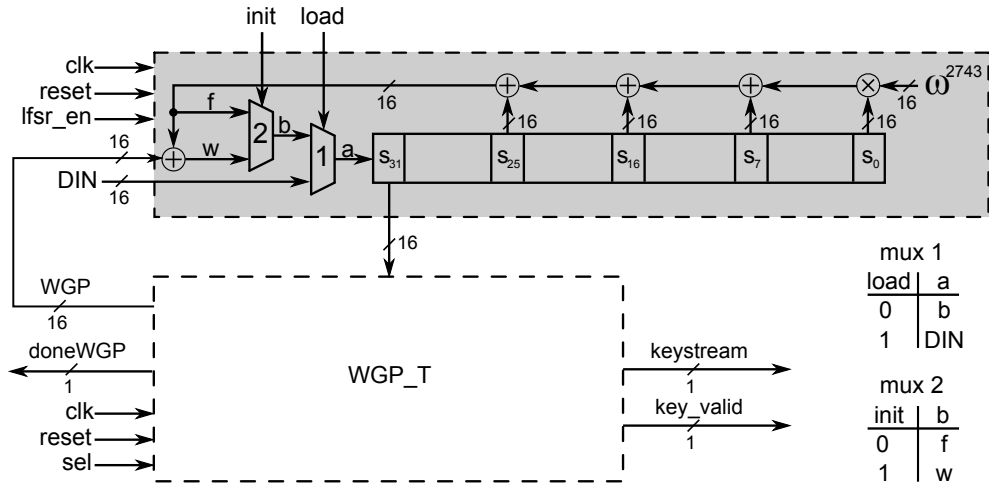 init load
clk
reset
lfsr_en
16
ω2743
16
f
2
b
1
a
w
16 16 16 16
s31 s25 s16 s7 s0
16
DIN
16
16
WGP
16
doneWGP
1
clk
reset
sel
WGP_T
keystream
1
key_valid
1
mux 1
load a
0 b
1 DIN
mux 2
init b
0 f
1 w